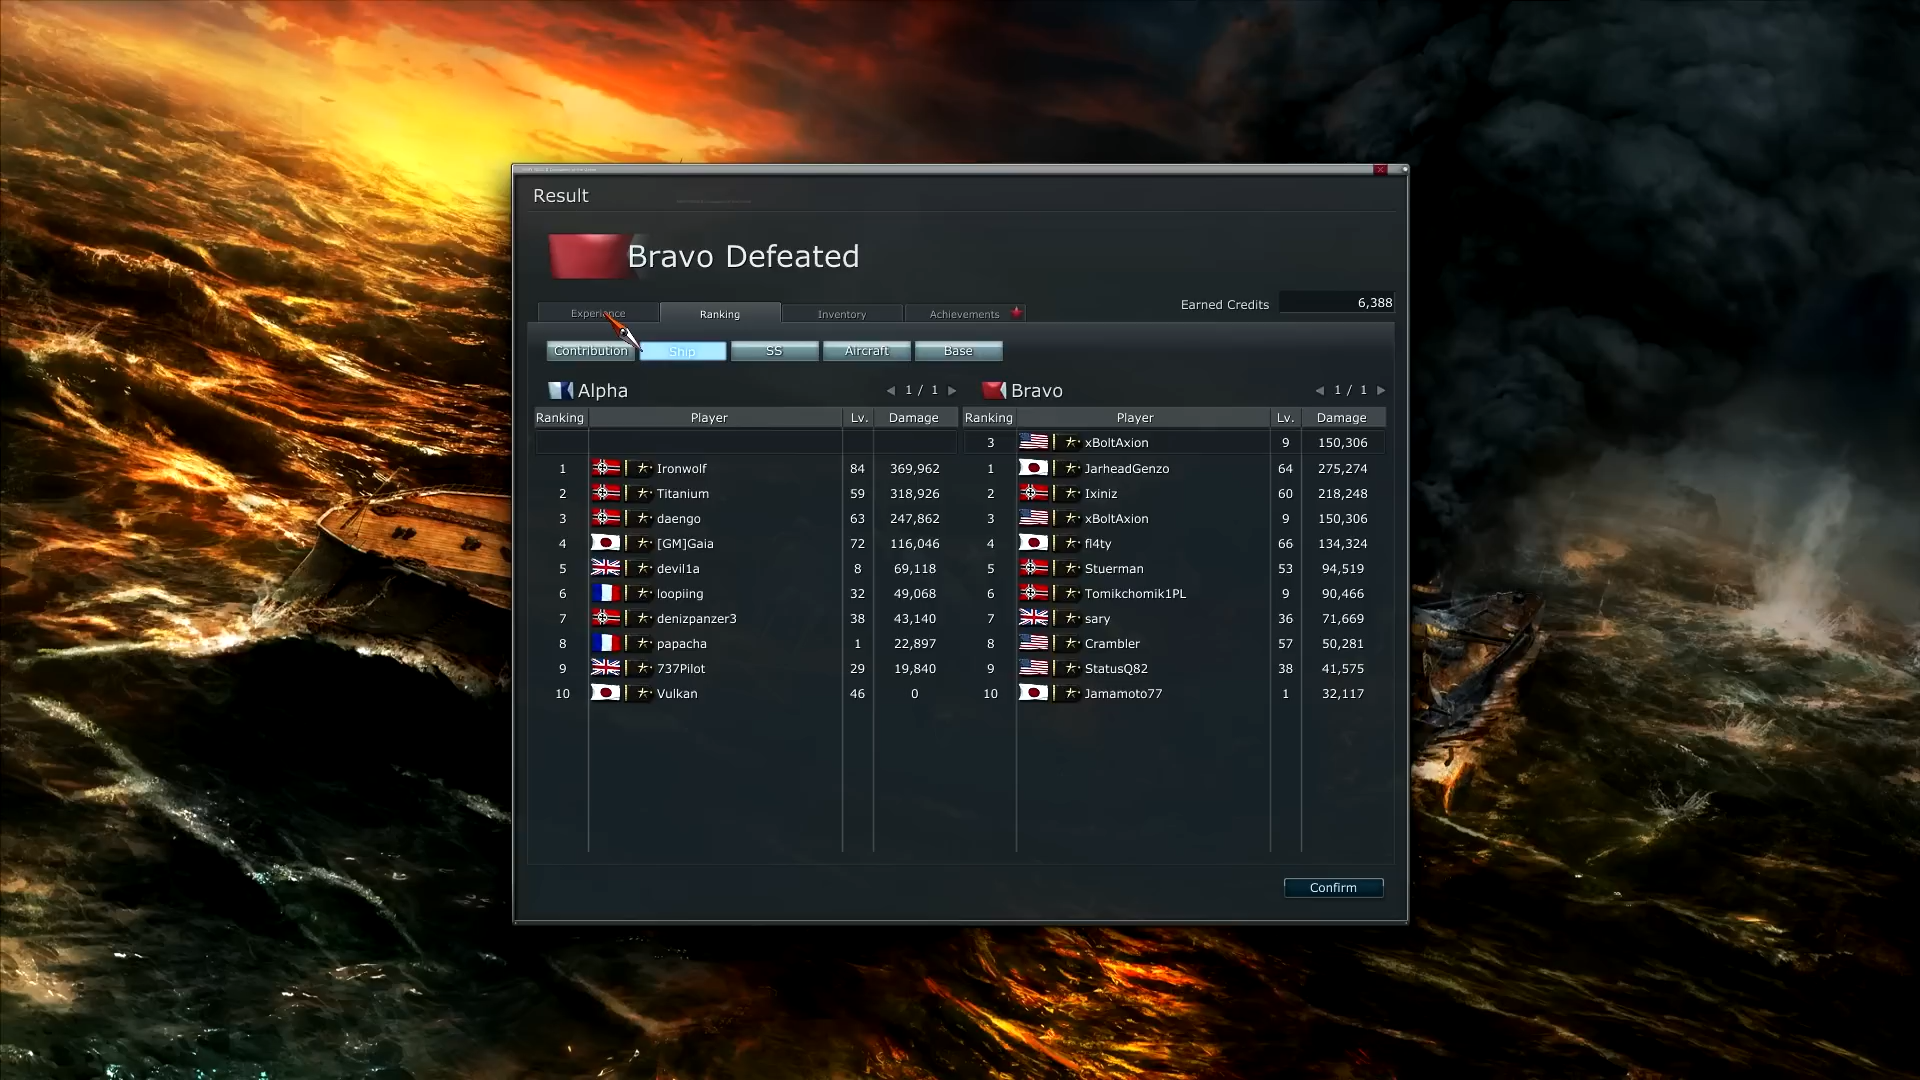 Result
Bravo Defeated
Experience Ranking Inventory Achievements Earned Credits 6,388
Contribution Ship SS Aircraft Base
Alpha 1 / 1 Bravo 1 / 1
Ranking Player Lv. Damage Ranking Player Lv. Damage
3 xBoltAxion 9 150,306
1 Ironwolf 84 369,962 1 JarheadGenzo 64 275,274
2 Titanium 59 318,926 2 Ixiniz 60 218,248
3 daengo 63 247,862 3 xBoltAxion 9 150,306
4 [GM]Gaia 72 116,046 4 fl4ty 66 134,324
5 devil1a 8 69,118 5 Stuerman 53 94,519
6 loopiing 32 49,068 6 Tomikchomik1PL 9 90,466
7 denizpanzer3 38 43,140 7 sary 36 71,669
8 papacha 1 22,897 8 Crambler 57 50,281
9 737Pilot 29 19,840 9 StatusQ82 38 41,575
10 Vulkan 46 0 10 Jamamoto77 1 32,117
Confirm